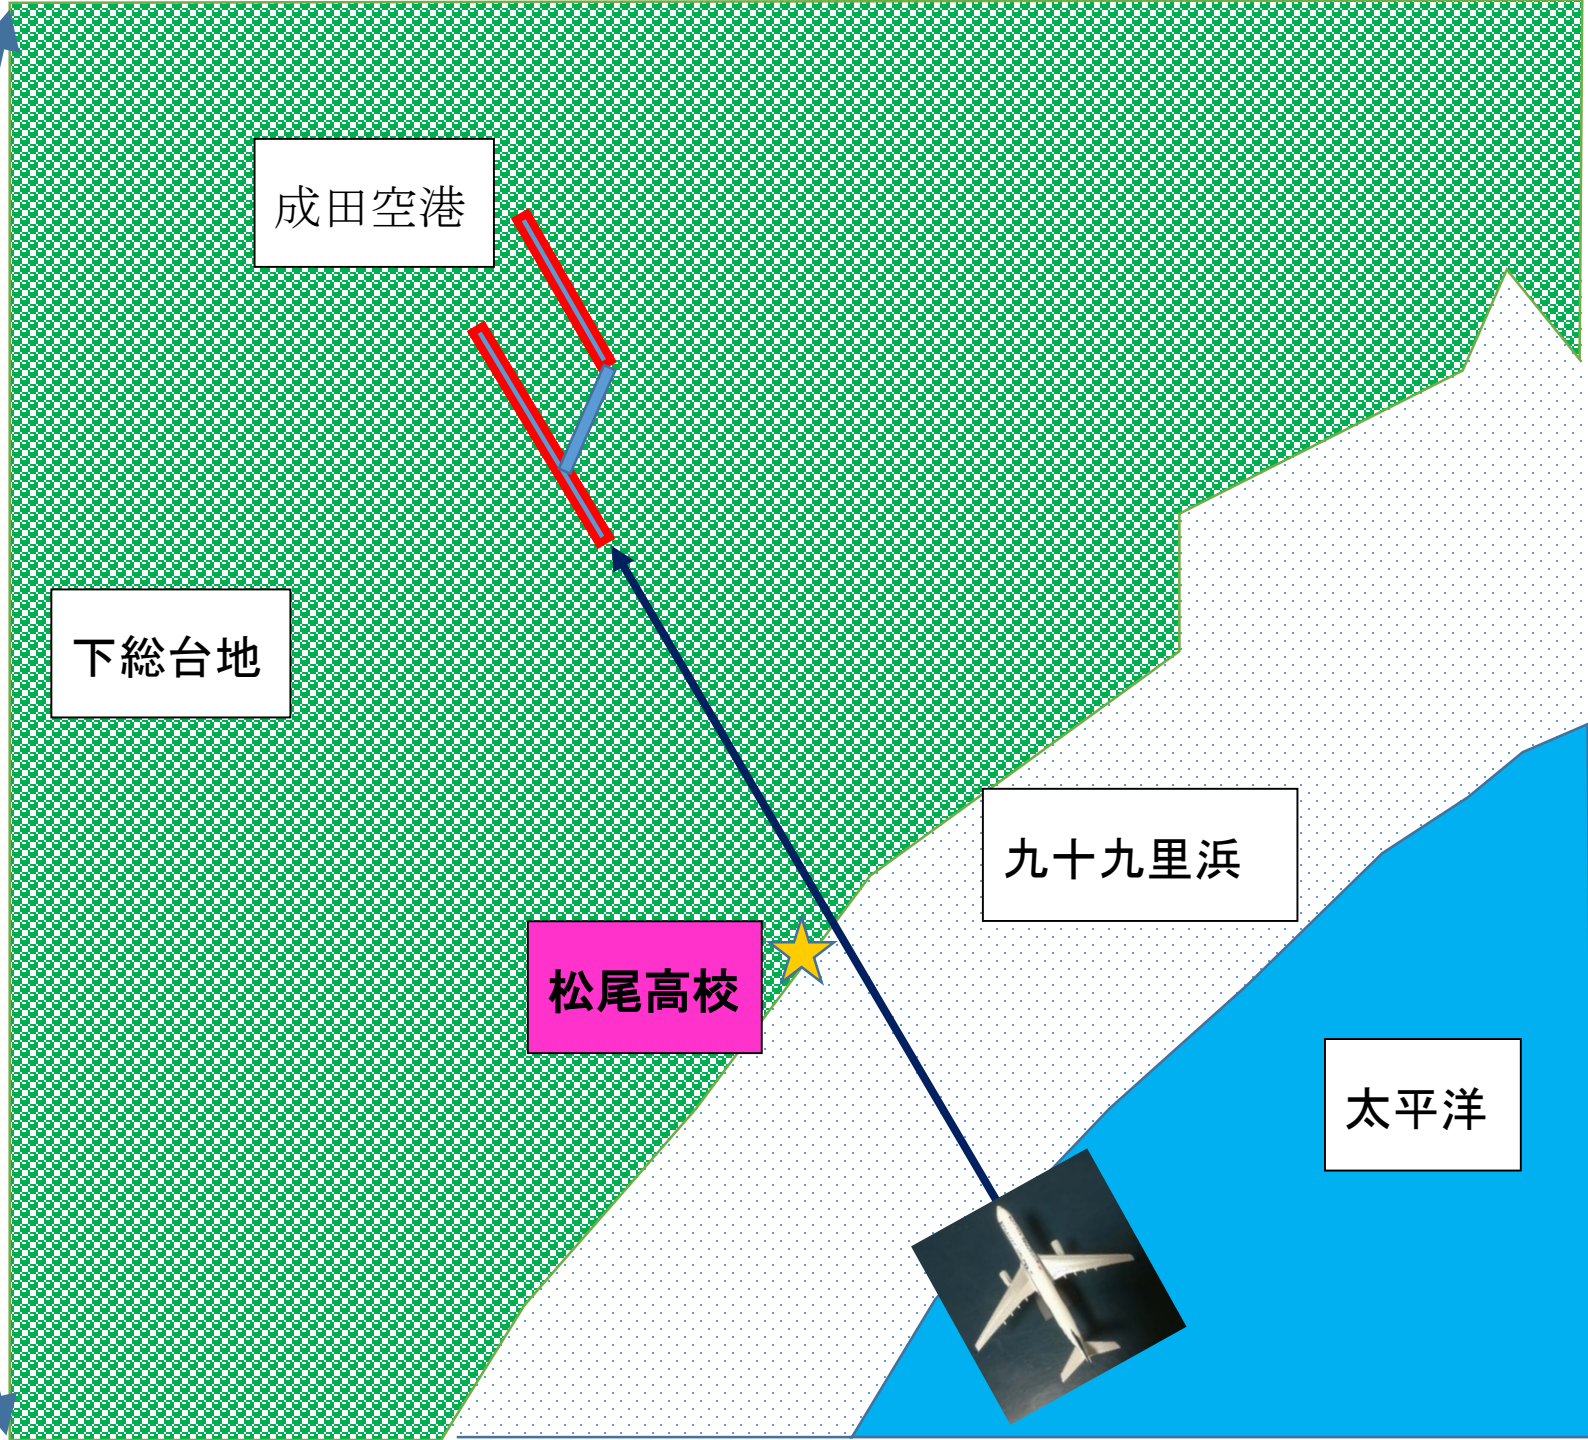 成田空港
下総台地
九十九里浜
松尾高校
太平洋